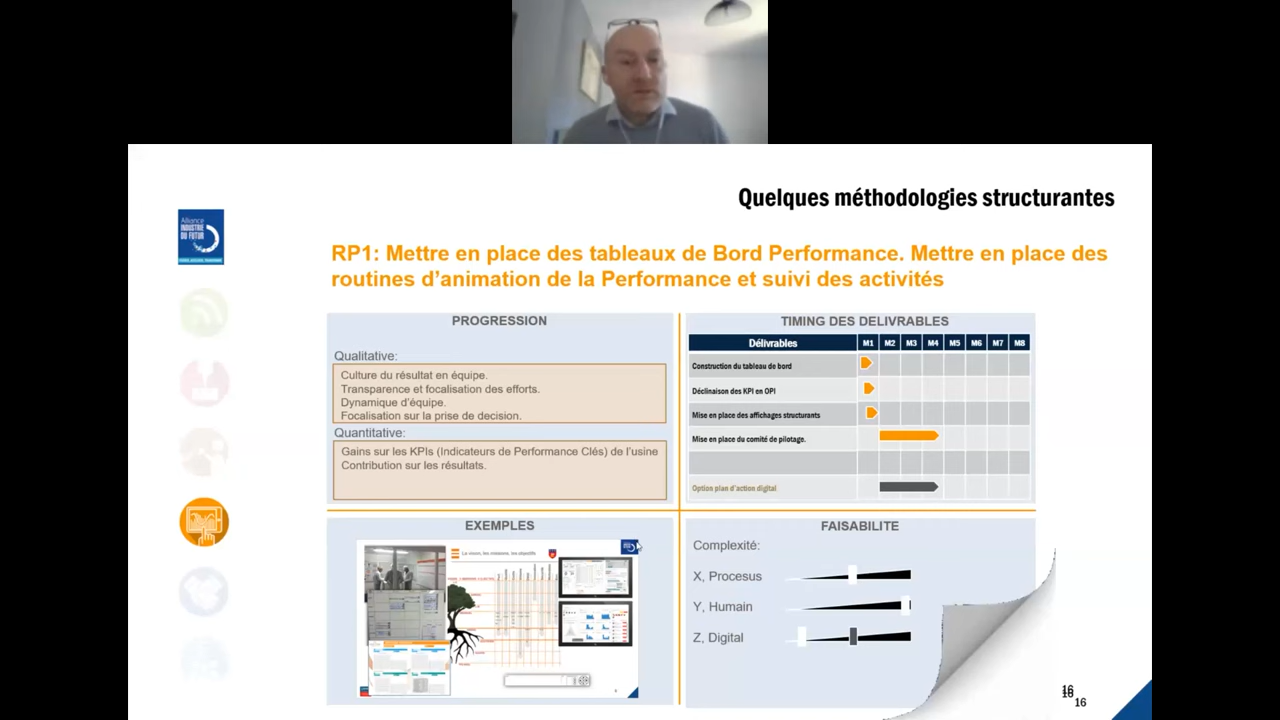 Quelques méthodologies structurantes
Alliance
INDUSTRIE
DU FUTUR
RP1: Mettre en place des tableaux de Bord Performance. Mettre en place des
routines d’animation de la Performance et suivi des activités
PROGRESSION
Qualitative:
Culture du résultat en équipe.
Transparence et focalisation des efforts.
Dynamique d’équipe.
Focalisation sur la prise de decision.
Quantitative:
Gains sur les KPIs (Indicateurs de Performance Clés) de l’usine
Contribution sur les résultats.
TIMING DES DELIVRABLES
Délivrables M1 M2 M3 M4 M5 M6 M7 M8
Construction du tableau de bord
Déclinaison des KPI en OPI
Mise en place des affichages structurants
Mise en place du comité de pilotage.
Option plan d’action digital
EXEMPLES
La vision, les missions, les objectifs
FAISABILITE
Complexité:
X, Procesus
Y, Humain
Z, Digital
16
16